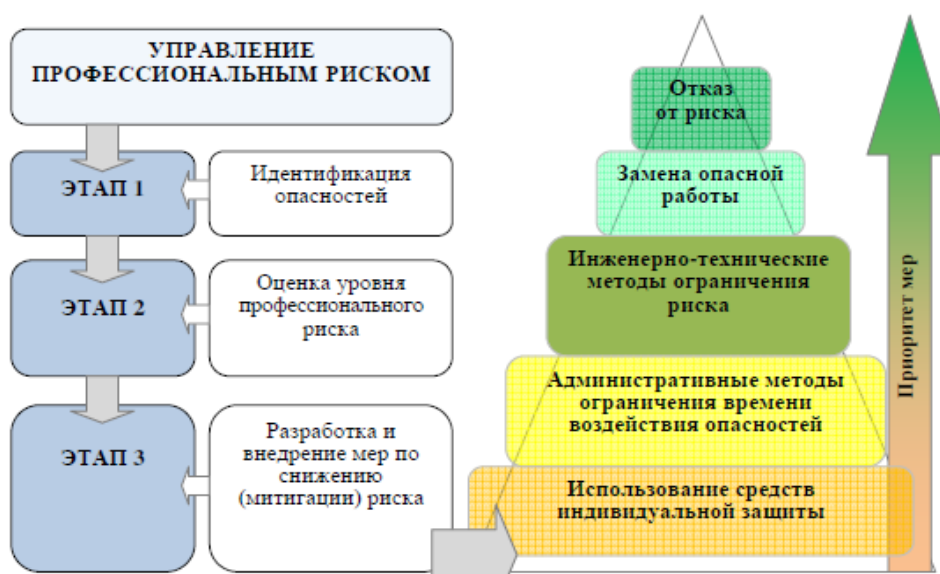 УПРАВЛЕНИЕ
ПРОФЕССИОНАЛЬНЫМ РИСКОМ
ЭТАП 1
Идентификация
опасностей
ЭТАП 2
Оценка уровня
профессионального
риска
ЭТАП 3
Разработка и
внедрение мер по
снижению
(митигации) риска
Отказ
от риска
Замена опасной
работы
Инженерно-технические
методы ограничения
риска
Административные методы
ограничения времени
воздействия опасностей
Использование средств
индивидуальной защиты
Приоритет мер